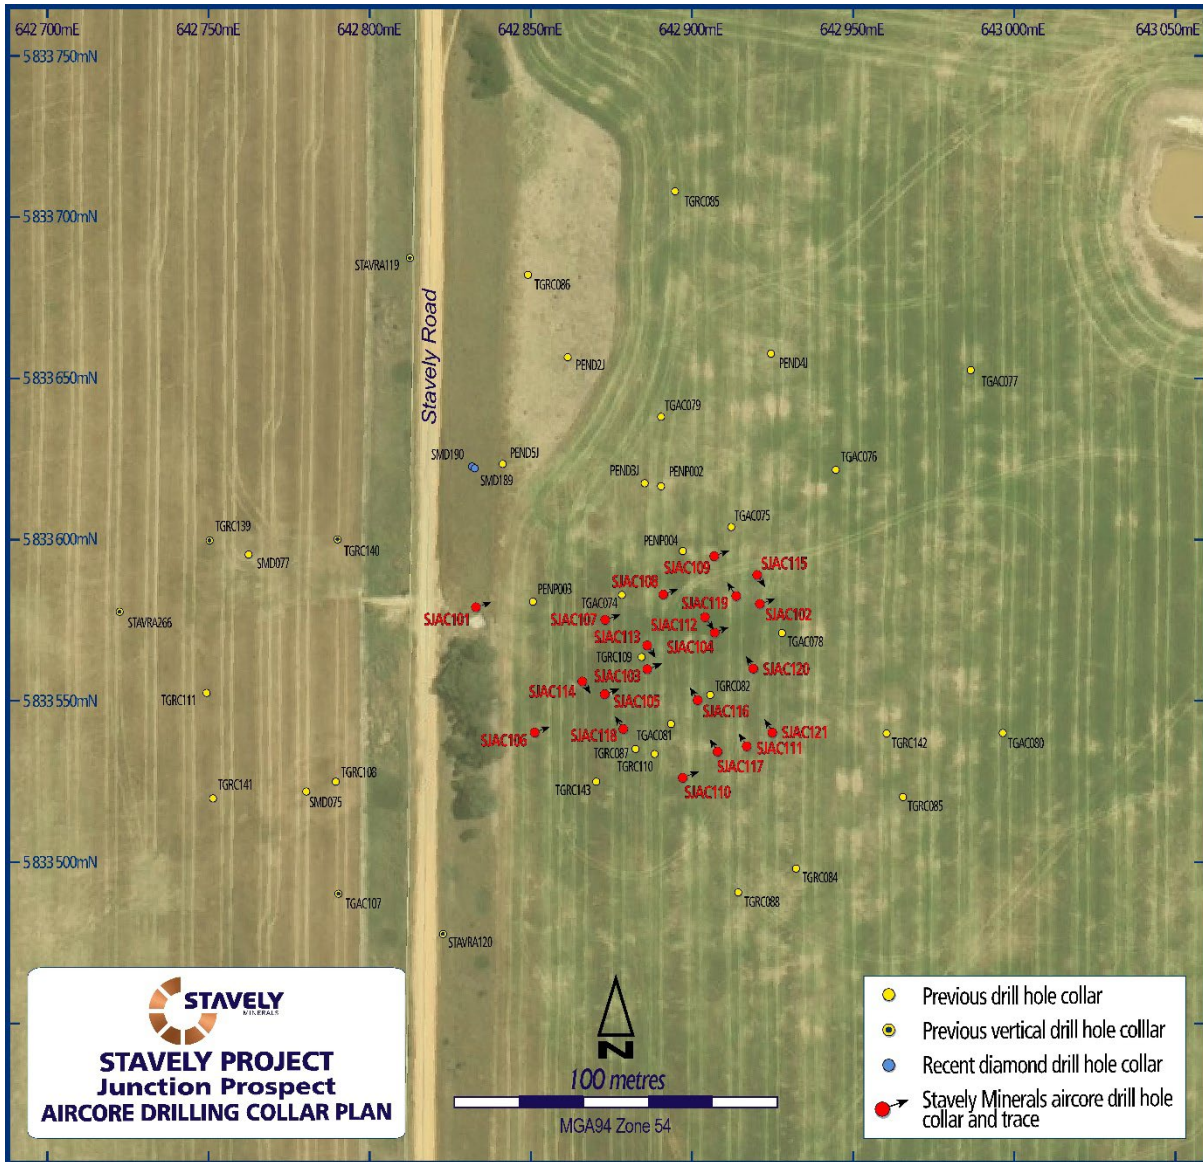 642 700mE
642 750mE
642 800mE
642 850mE
642 900mE
642 950mE
643 000mE
643 050mE
5 833 750mN
5 833 700mN
TGRC085
STAVRA119
TGRC086
Stavely Road
5 833 650mN
PEND2J
PEND4J
TGAC077
TGAC079
SMD190
PEND5J
SMD189
PEND3J
PENP002
TGAC076
TGRC139
TGAC075
5 833 600mN
SMD077
TGRC140
PENP004
SJAC109
SJAC115
SJAC108
PENP003
TGAC074
SJAC119
SJAC102
STAVRA266
SJAC101
SJAC107
SJAC112
SJAC113
SJAC104
TGAC078
TGRC109
SJAC103
SJAC120
SJAC114
TGRC082
TGRC111
5 833 550mN
SJAC105
SJAC116
SJAC106
SJAC118
TGAC081
SJAC121
TGRC142
TGAC080
TGRC087
SJAC111
TGRC110
SJAC117
TGRC108
TGRC141
SMD075
TGRC143
SJAC110
TGRC085
5 833 500mN
TGRC084
TGAC107
TGRC088
STAVRA120
STAVELY
MINERALS
STAVELY PROJECT
Junction Prospect
AIRCORE DRILLING COLLAR PLAN
N
100 metres
MGA94 Zone 54
Previous drill hole collar
Previous vertical drill hole colllar
Recent diamond drill hole collar
Stavely Minerals aircore drill hole
collar and trace